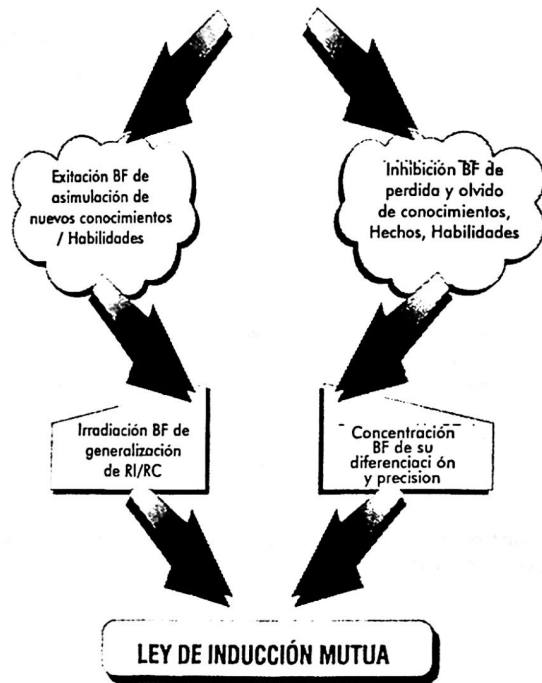 Exitación BF de
asimulación de
nuevos conocimientos
/ Habilidades
Inhibición BF de
perdida y olvido
de conocimientos,
Hechos, Habilidades
Irradiación BF de
generalización
de RI/RC
Concentración
BF de su
diferenciaci ón
y precision
LEY DE INDUCCIÓN MUTUA